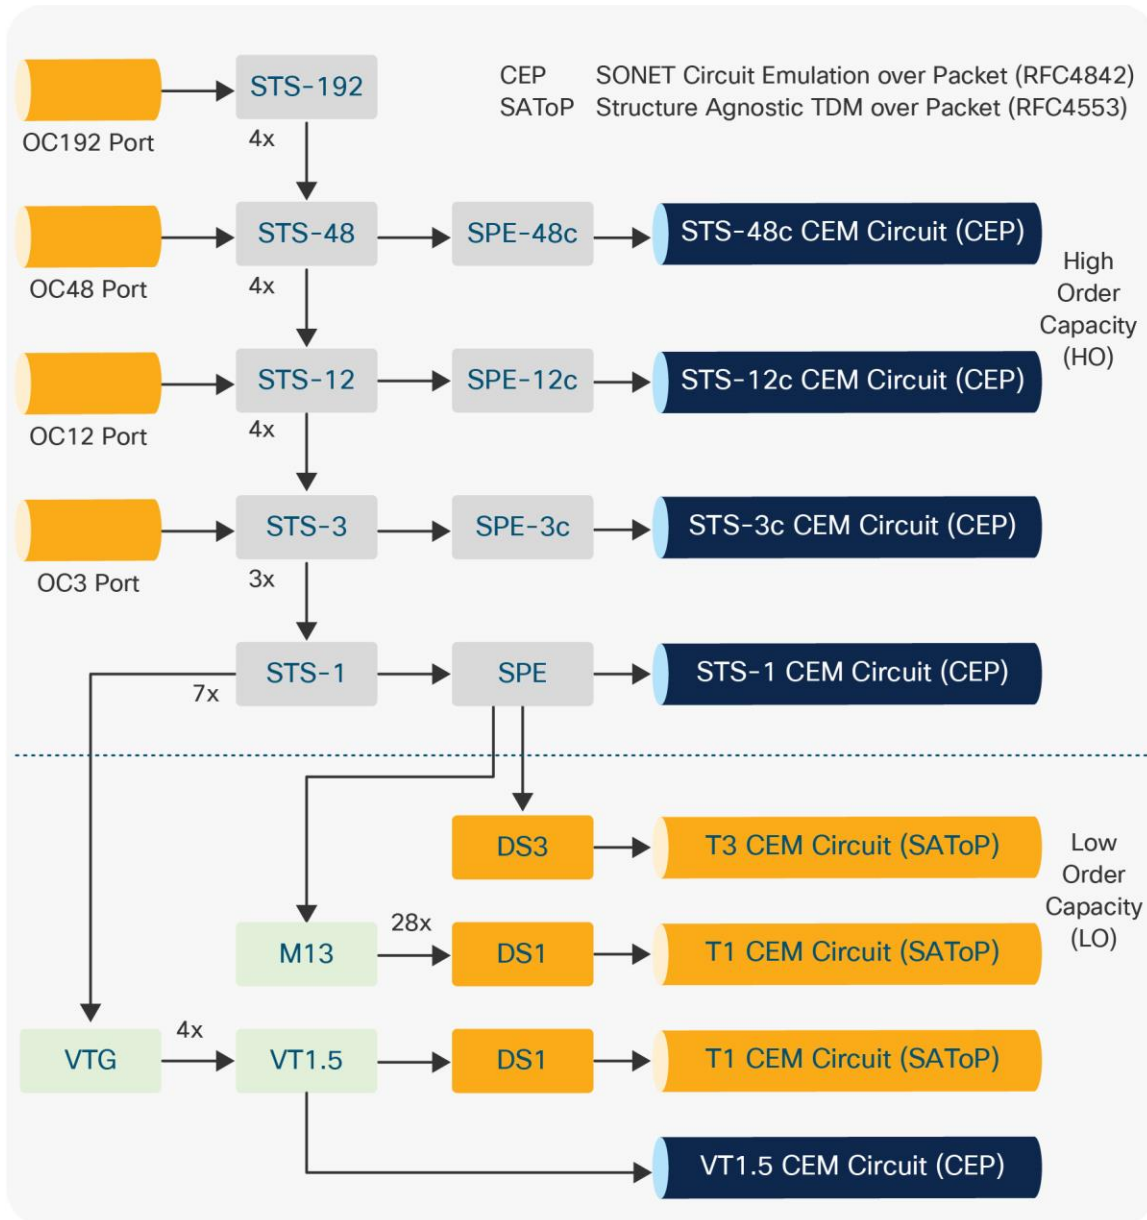 STS-192
CEP SONET Circuit Emulation over Packet (RFC4842)
SAToP Structure Agnostic TDM over Packet (RFC4553)
OC192 Port
4x
STS-48
SPE-48c
STS-48c CEM Circuit (CEP)
OC48 Port
4x
High
Order
Capacity
(HO)
STS-12
SPE-12c
STS-12c CEM Circuit (CEP)
OC12 Port
4x
STS-3
SPE-3c
STS-3c CEM Circuit (CEP)
OC3 Port
3x
STS-1
SPE
STS-1 CEM Circuit (CEP)
7x
DS3
T3 CEM Circuit (SAToP)
Low
Order
Capacity
(LO)
M13
28x
DS1
T1 CEM Circuit (SAToP)
VTG
4x
VT1.5
DS1
T1 CEM Circuit (SAToP)
VT1.5 CEM Circuit (CEP)